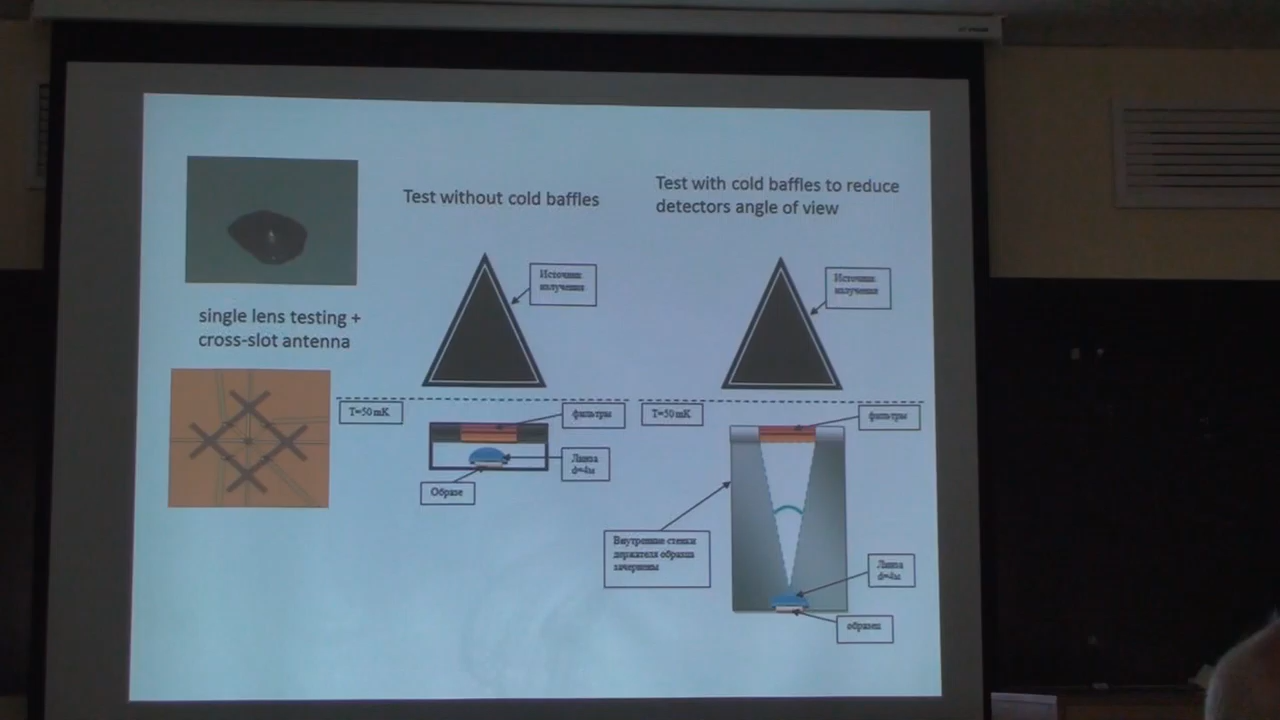 Test without cold baffles
Test with cold baffles to reduce
detectors angle of view
single lens testing +
cross-slot antenna
Источник
излучения
Источник
излучения
T=50 mK
фильтры
T=50 mK
фильтры
Линза
d=4м
Образе
Внутренние стенки
держателя образца
зачернены
Линза
d=4м
образец